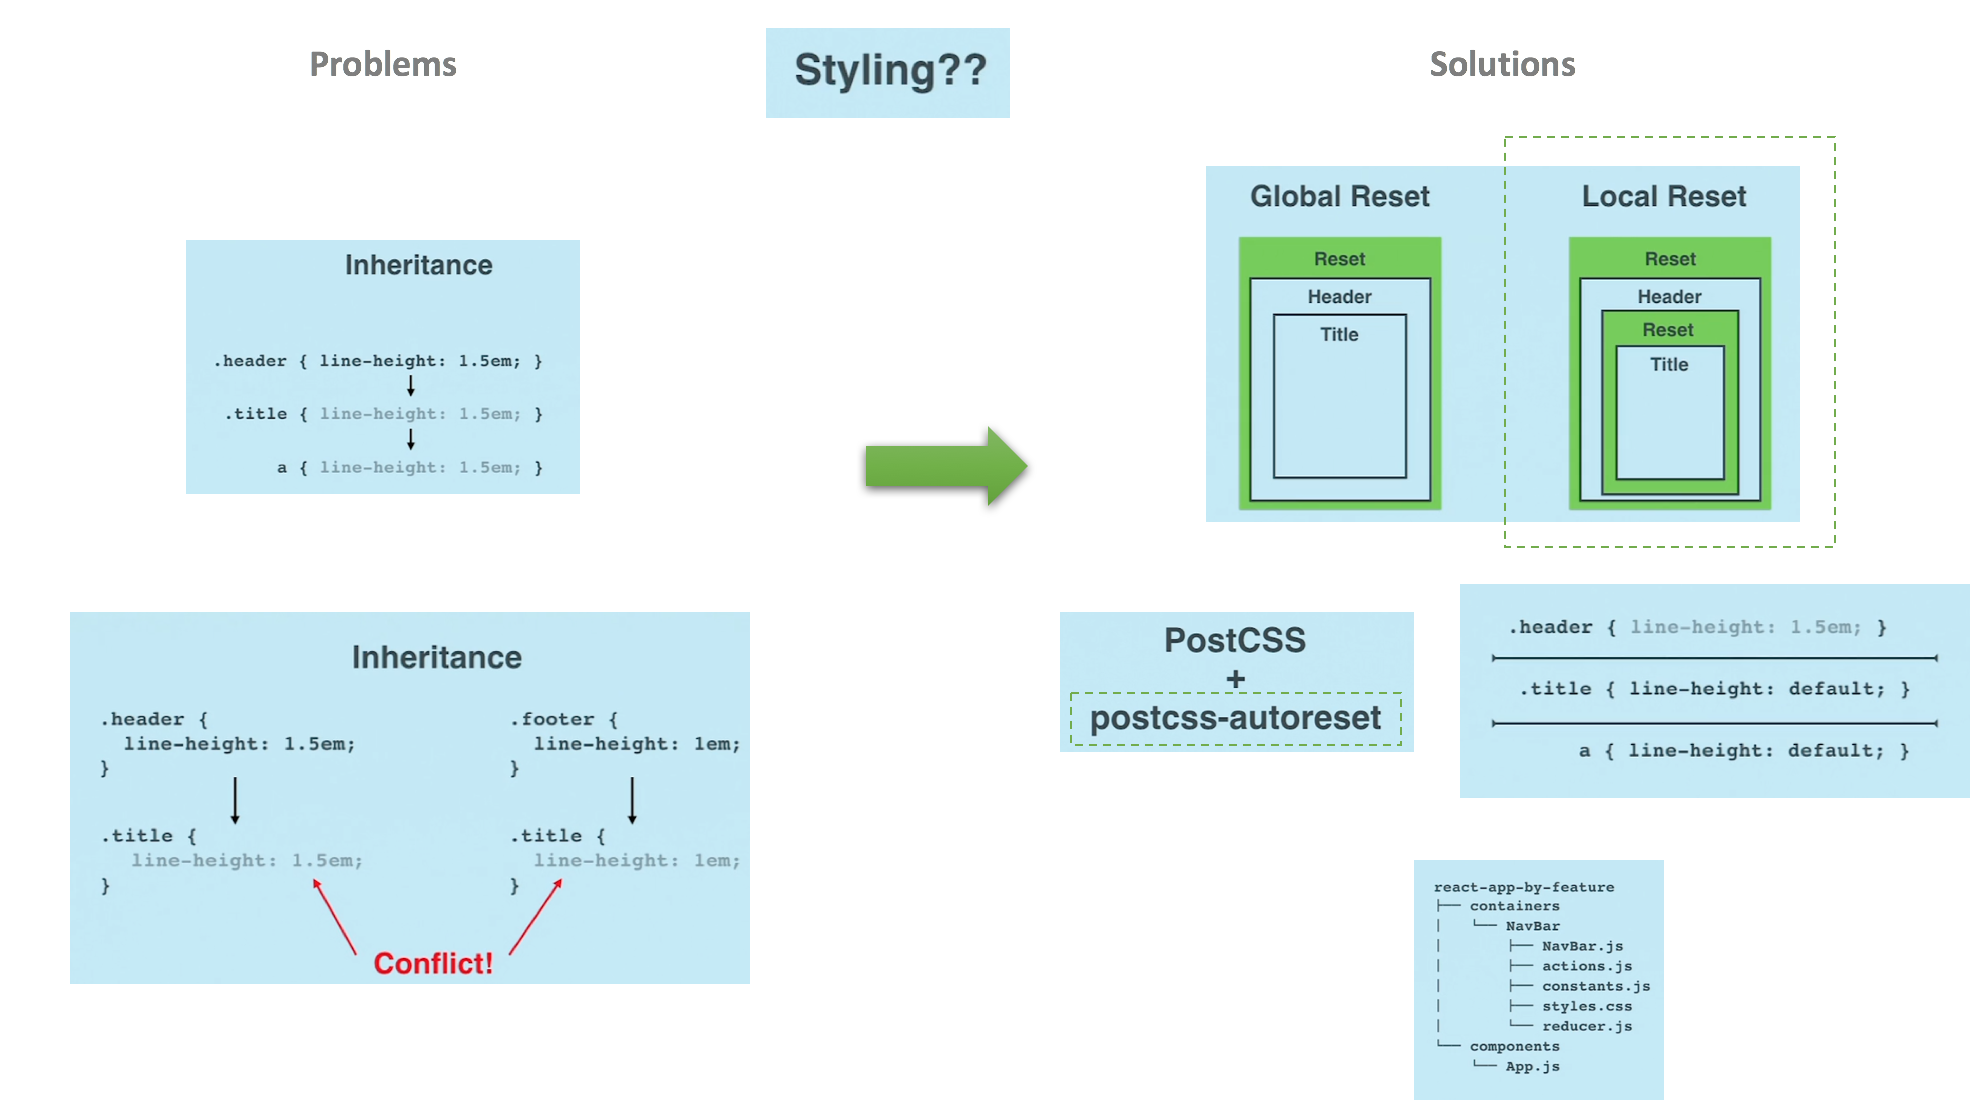 Problems
Styling??
Solutions
Inheritance
.header { line-height: 1.5em; }
.title { line-height: 1.5em; }
a { line-height: 1.5em; }
Inheritance
.header {
line-height: 1.5em;
}
.title {
line-height: 1.5em;
}
.footer {
line-height: 1em;
}
.title {
line-height: 1em;
}
Conflict!
Global Reset
Reset
Header
Title
Local Reset
Reset
Header
Reset
Title
PostCSS
+
postcss-autoreset
.header { line-height: 1.5em; }
.title { line-height: default; }
a { line-height: default; }
react-app-by-feature
├── containers
│   └── NavBar
│       ├── NavBar.js
│       ├── actions.js
│       ├── constants.js
│       ├── styles.css
│       └── reducer.js
└── components
    └── App.js